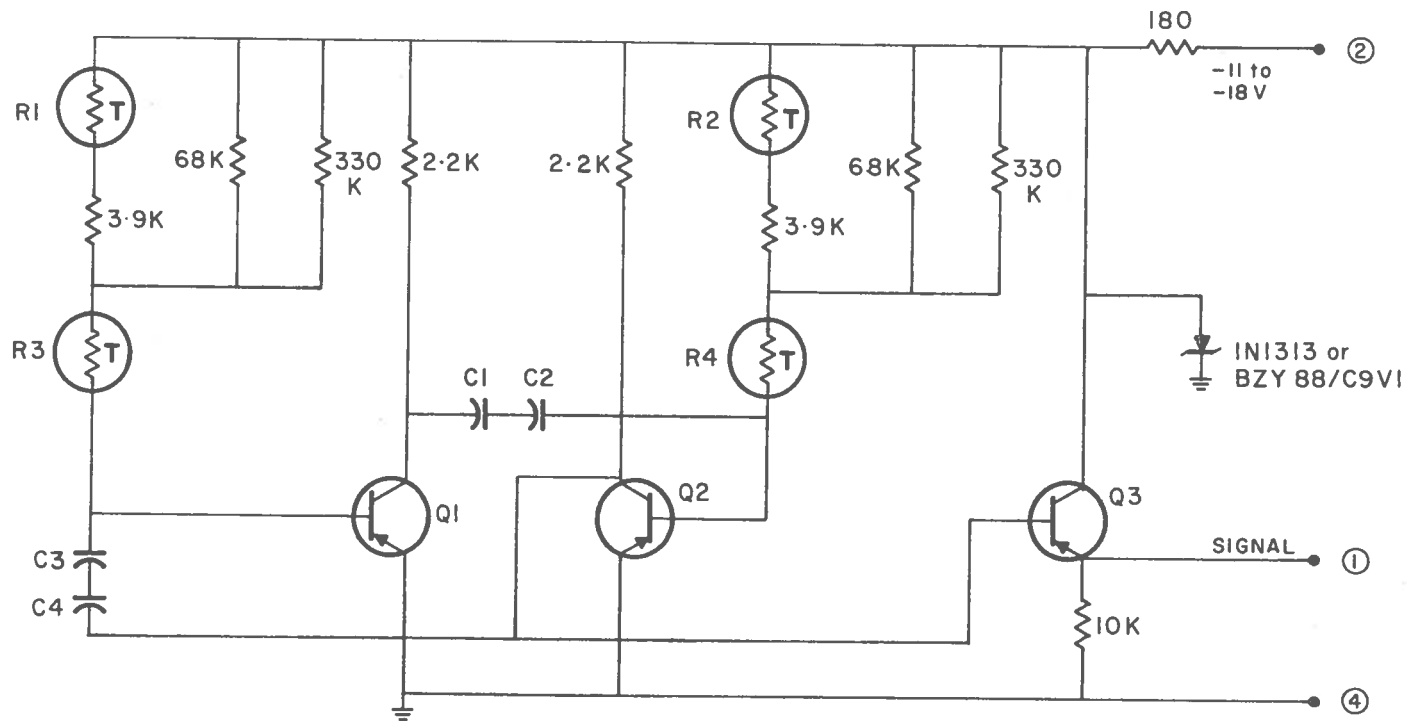 180
②
-11 to
-18V
R1
T
68K
330
K
2·2K
2·2K
R2
T
68K
330
K
3·9K
3·9K
R3
T
R4
T
C1 C2
1N1313 or
BZY 88/C9V1
Q1
Q2
Q3
C3
C4
SIGNAL
①
10K
④